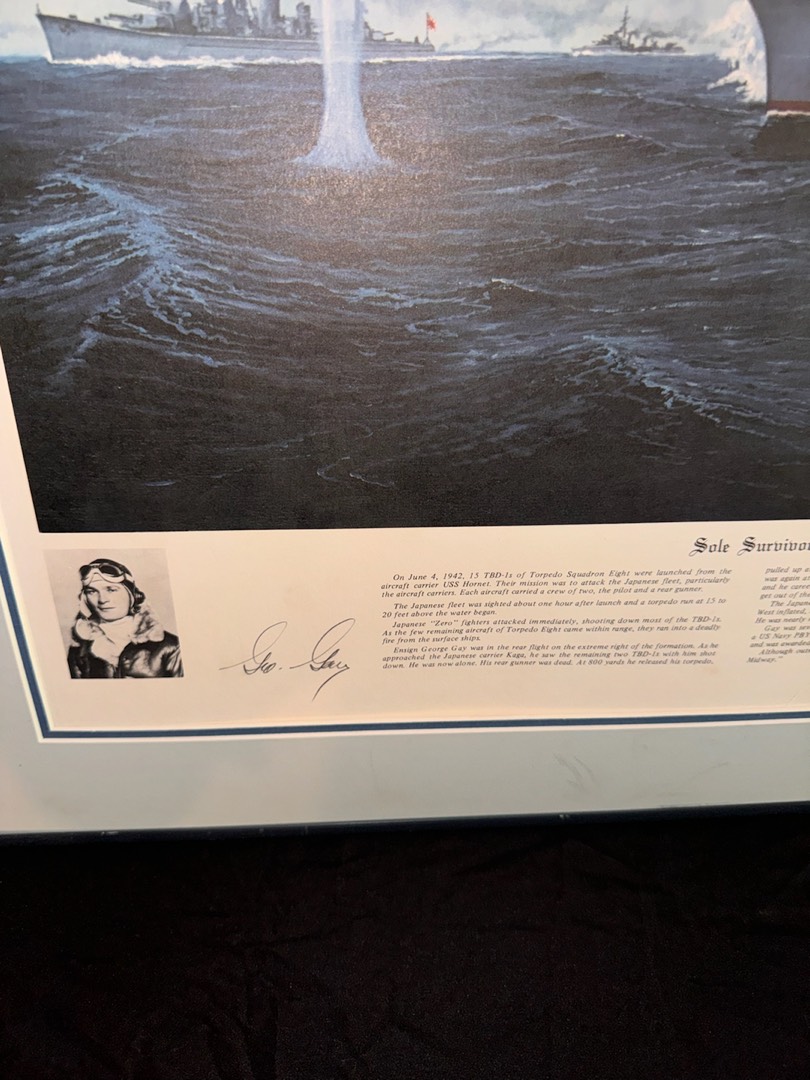 Sole Survivor
On June 4, 1942, 15 TBD-1s of Torpedo Squadron Eight were launched from the
aircraft carrier USS Hornet. Their mission was to attack the Japanese fleet, particularly
the aircraft carriers. Each aircraft carried a crew of two, the pilot and a rear gunner.
The Japanese fleet was sighted about one hour after launch and a torpedo run at 15 to
20 feet above the water began.
Japanese "Zero" fighters attacked immediately, shooting down most of the TBD-1s.
As the few remaining aircraft of Torpedo Eight came within range, they ran into a deadly
fire from the surface ships.
Ensign George Gay was in the rear flight on the extreme right of the formation. As he
approached the Japanese carrier Kaga, he saw the remaining two TBD-1s with him shot
down. He was now alone. His rear gunner was dead. At 800 yards he released his torpedo,
pulled up a
was again a
and he caree
get out of the
The Japane
West inflated,
He was nearly
Gay was
a US Navy PBY
and was awarde
Although
Midway."
Geo. Gay